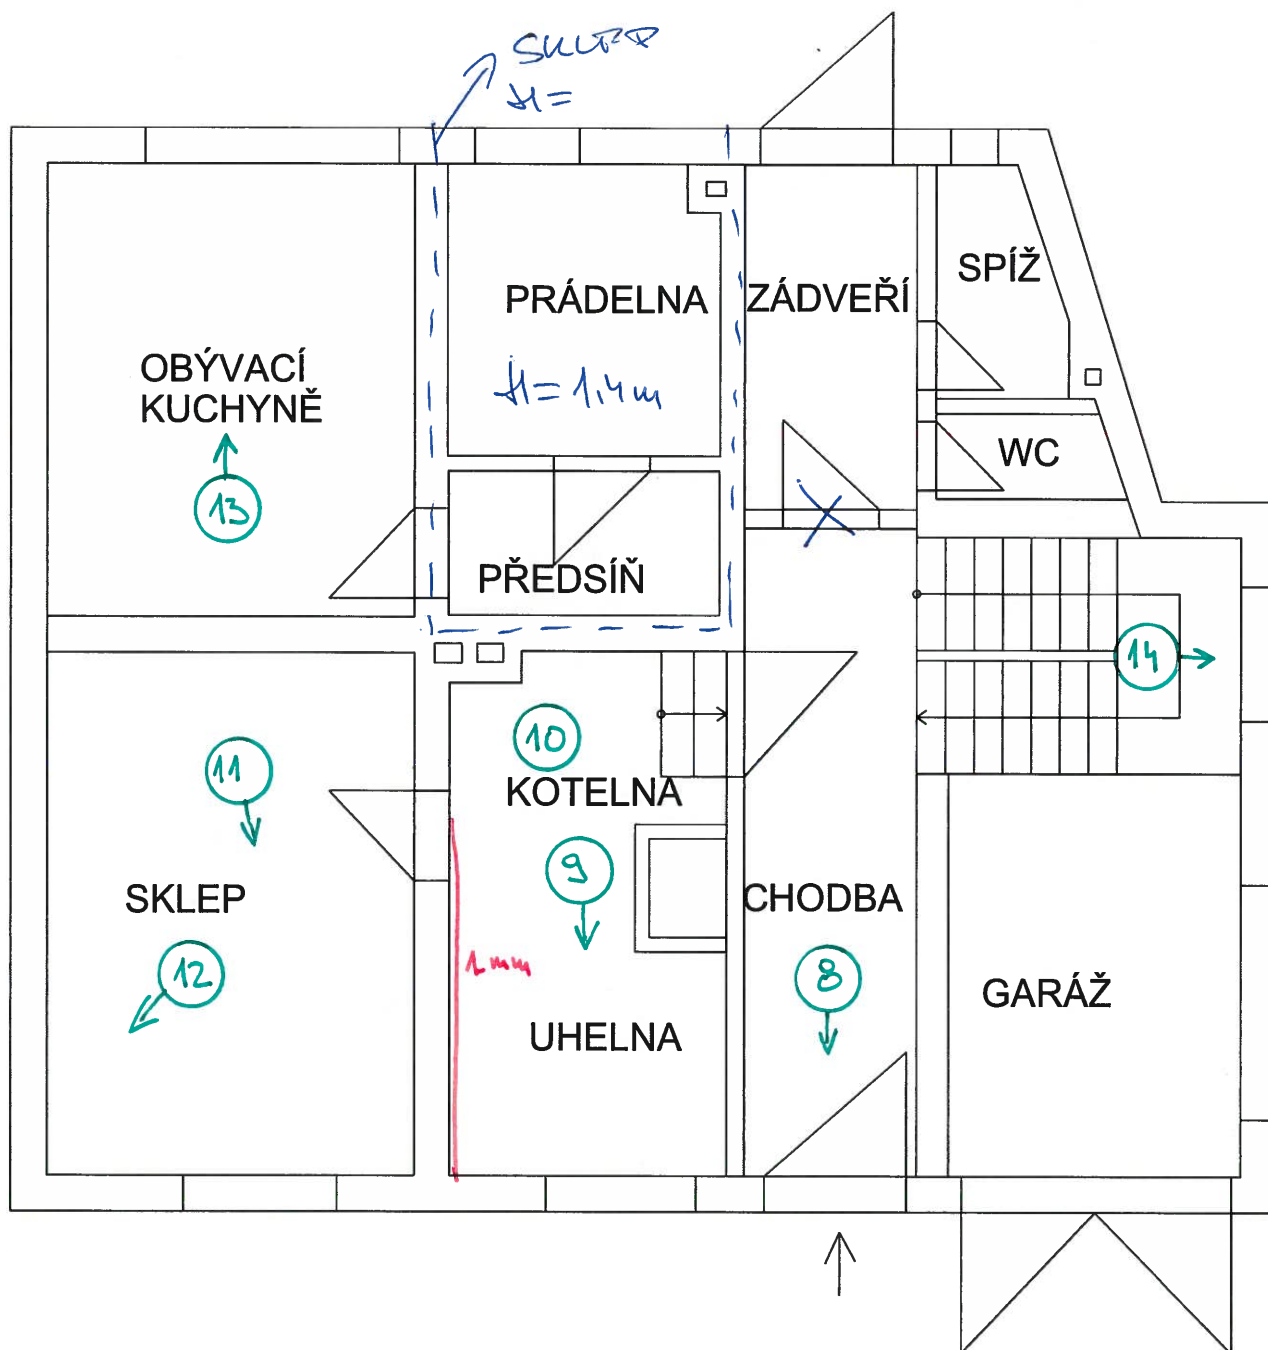 SKLEP
H=
SPÍŽ
PRÁDELNA
ZÁDVEŘÍ
OBÝVACÍ
KUCHYNĚ
H=1,4m
WC
13
PŘEDSÍŇ
14
10
11
KOTELNA
9
SKLEP
CHODBA
12
1mm
8
GARÁŽ
UHELNA